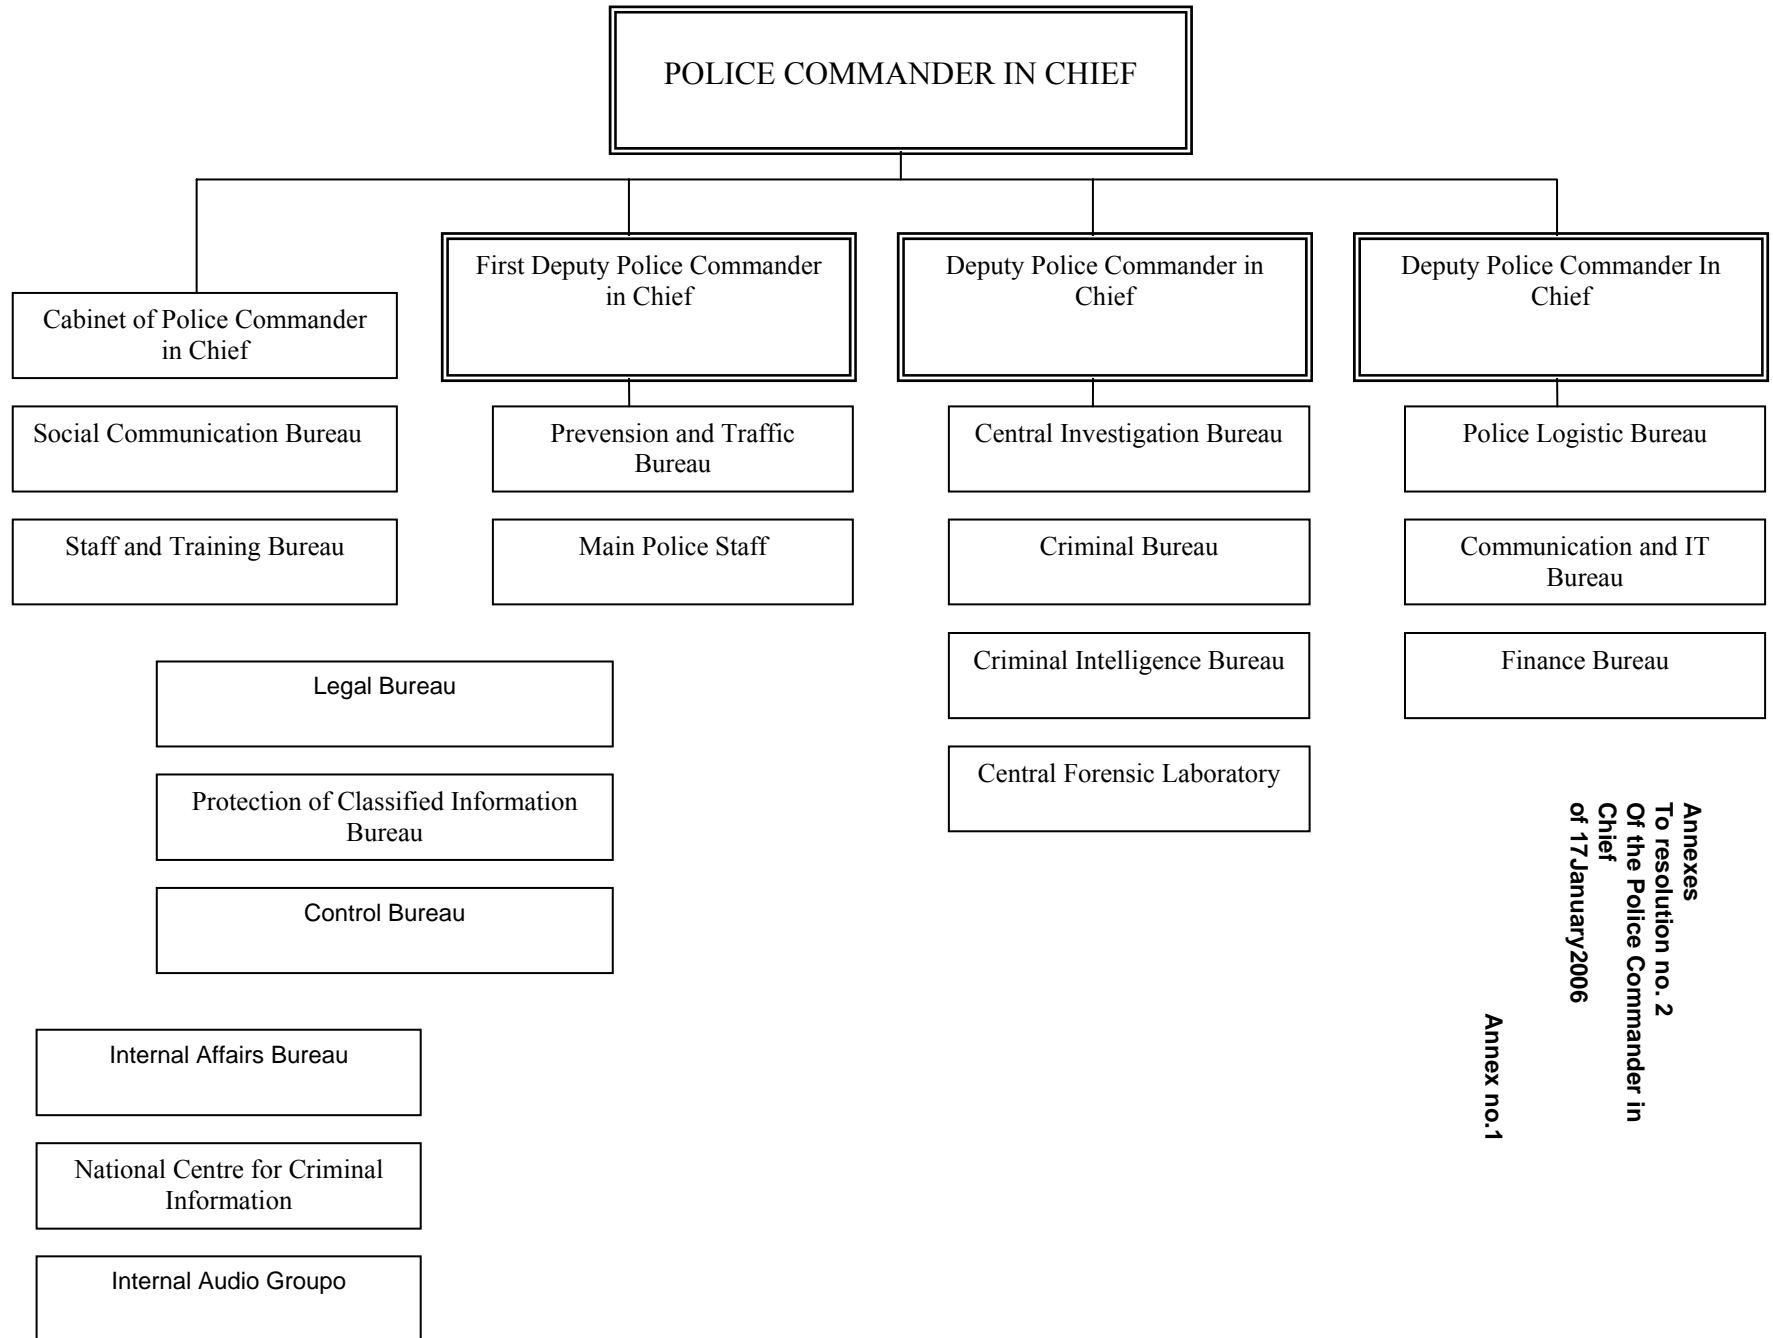 POLICE COMMANDER IN CHIEF
Cabinet of Police Commander
in Chief
Social Communication Bureau
Staff and Training Bureau
First Deputy Police Commander
in Chief
Prevension and Traffic
Bureau
Main Police Staff
Deputy Police Commander in
Chief
Central Investigation Bureau
Criminal Bureau
Criminal Intelligence Bureau
Central Forensic Laboratory
Deputy Police Commander In
Chief
Police Logistic Bureau
Communication and IT
Bureau
Finance Bureau
Legal Bureau
Protection of Classified Information
Bureau
Control Bureau
Internal Affairs Bureau
National Centre for Criminal
Information
Internal Audio Groupo
Annexes
To resolution no. 2
Of the Police Commander in
Chief
of 17January2006
Annex no.1